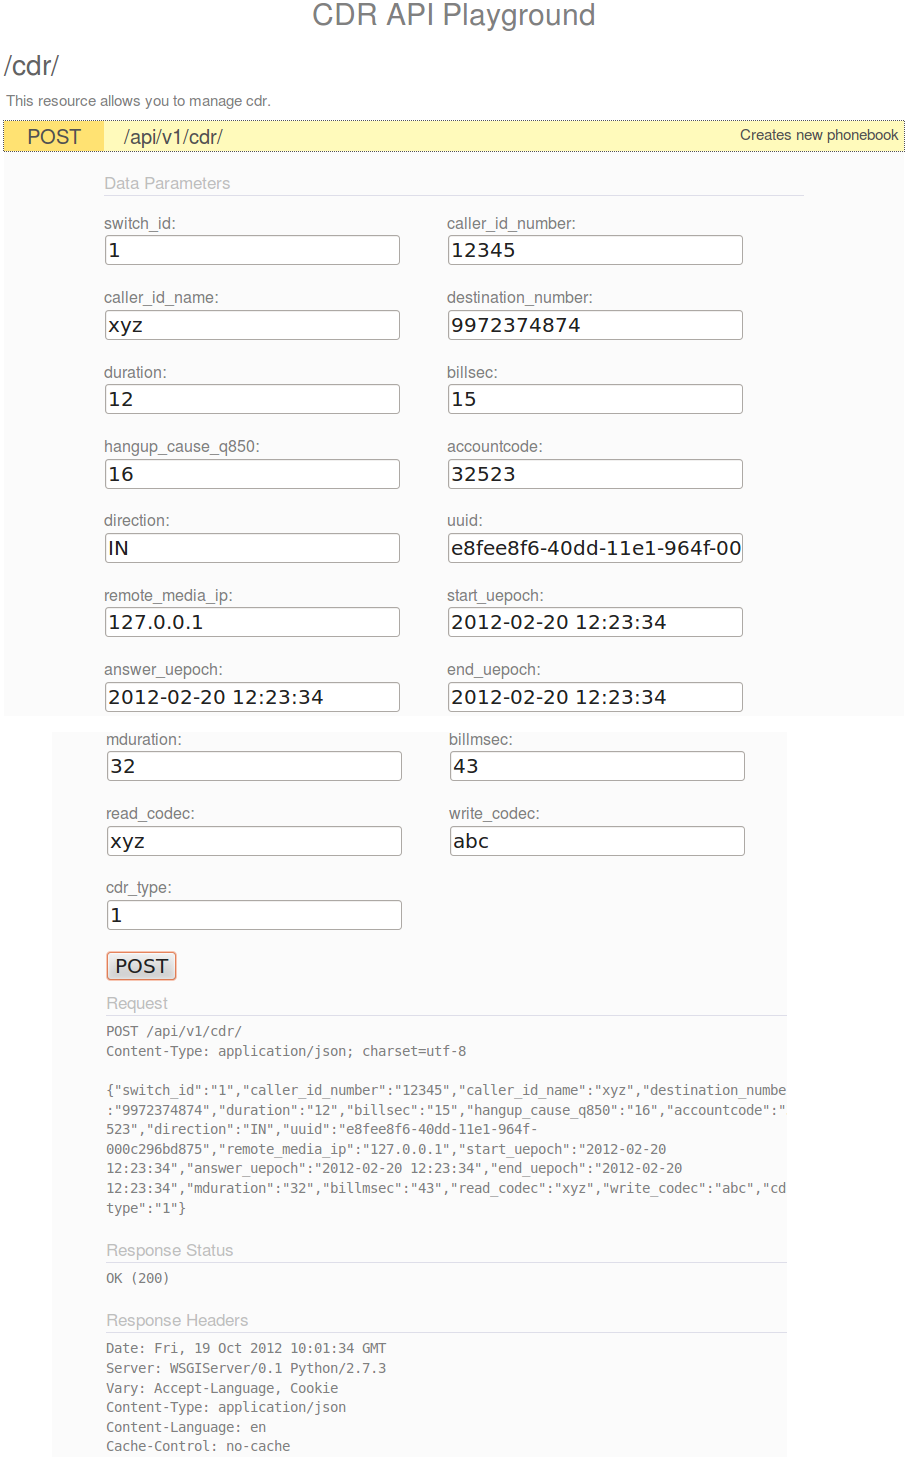 CDR API Playground
/cdr/
This resource allows you to manage cdr.
POST /api/v1/cdr/ Creates new phonebook
Data Parameters
switch_id: caller_id_number:
1 12345
caller_id_name: destination_number:
xyz 9972374874
duration: billsec:
12 15
hangup_cause_q850: accountcode:
16 32523
direction: uuid:
IN e8fee8f6-40dd-11e1-964f-00
remote_media_ip: start_uepoch:
127.0.0.1 2012-02-20 12:23:34
answer_uepoch: end_uepoch:
2012-02-20 12:23:34 2012-02-20 12:23:34
mduration: billmsec:
32 43
read_codec: write_codec:
xyz abc
cdr_type:
1
POST
Request
POST /api/v1/cdr/
Content-Type: application/json; charset=utf-8
{"switch_id":"1","caller_id_number":"12345","caller_id_name":"xyz","destination_numbe
:"9972374874","duration":"12","billsec":"15","hangup_cause_q850":"16","accountcode":"
523","direction":"IN","uuid":"e8fee8f6-40dd-11e1-964f-
000c296bd875","remote_media_ip":"127.0.0.1","start_uepoch":"2012-02-20
12:23:34","answer_uepoch":"2012-02-20 12:23:34","end_uepoch":"2012-02-20
12:23:34","mduration":"32","billmsec":"43","read_codec":"xyz","write_codec":"abc","cd
type":"1"}
Response Status
OK (200)
Response Headers
Date: Fri, 19 Oct 2012 10:01:34 GMT
Server: WSGIServer/0.1 Python/2.7.3
Vary: Accept-Language, Cookie
Content-Type: application/json
Content-Language: en
Cache-Control: no-cache